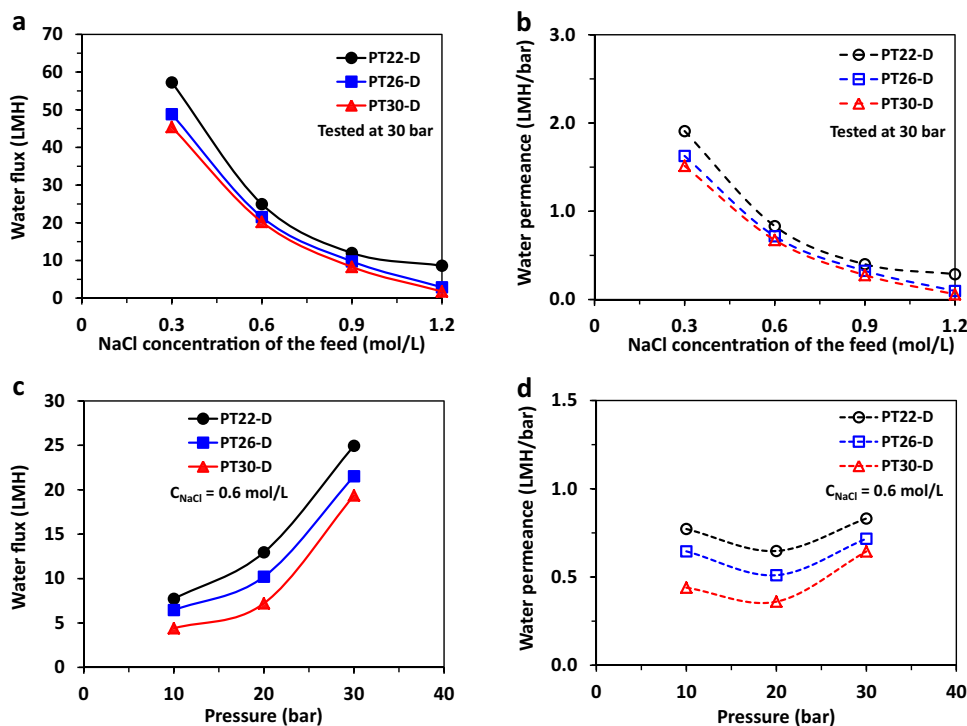 a
Water flux (LMH)
70
60
50
40
30
20
10
0
PT22-D
PT26-D
PT30-D
Tested at 30 bar
0
0.3
0.6
0.9
1.2
NaCl concentration of the feed (mol/L)
b
Water permeance (LMH/bar)
3.0
2.0
1.0
0.0
PT22-D
PT26-D
PT30-D
Tested at 30 bar
0
0.3
0.6
0.9
1.2
NaCl concentration of the feed (mol/L)
c
Water flux (LMH)
30
25
20
15
10
5
0
PT22-D
PT26-D
PT30-D
CNaCl = 0.6 mol/L
0
10
20
30
40
Pressure (bar)
d
Water permeance (LMH/bar)
1.5
1.0
0.5
0.0
PT22-D
PT26-D
PT30-D
CNaCl = 0.6 mol/L
0
10
20
30
40
Pressure (bar)